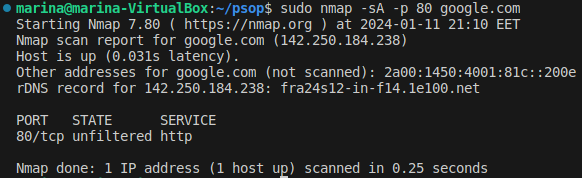 marina@marina-VirtualBox:~/psop$ sudo nmap -sA -p 80 google.com
Starting Nmap 7.80 ( https://nmap.org ) at 2024-01-11 21:10 EET
Nmap scan report for google.com (142.250.184.238)
Host is up (0.031s latency).
Other addresses for google.com (not scanned): 2a00:1450:4001:81c::200e
rDNS record for 142.250.184.238: fra24s12-in-f14.1e100.net
PORT   STATE      SERVICE
80/tcp unfiltered http
Nmap done: 1 IP address (1 host up) scanned in 0.25 seconds